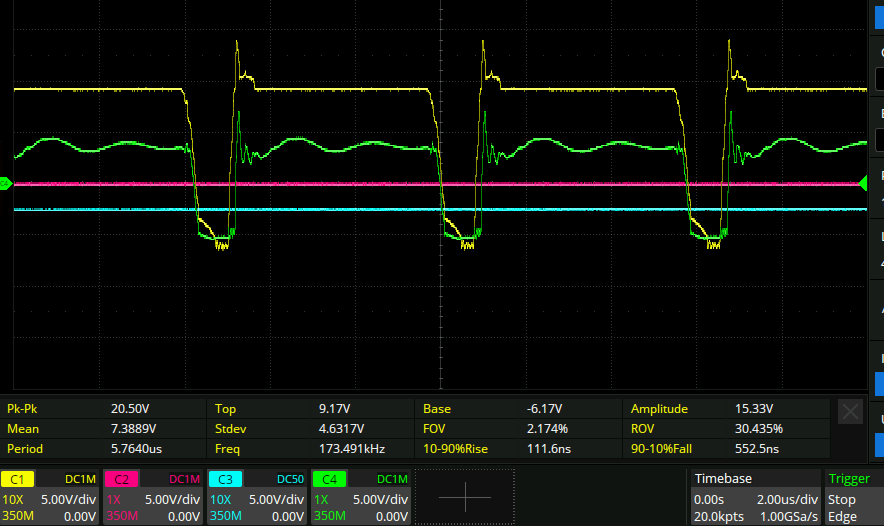 Pk-Pk 20.50V Top 9.17V Base -6.17V Amplitude 15.33V
Mean 7.3889V Stdev 4.6317V FOV 2.174% ROV 30.435%
Period 5.7640us Freq 173.491kHz 10-90%Rise 111.6ns 90-10%Fall 552.5ns
C1 DC1M C2 DC1M C3 DC50 C4 DC1M Timebase Trigger
10X 5.00V/div 1X 5.00V/div 10X 5.00V/div 1X 5.00V/div 0.00s 2.00us/div Stop
350M 0.00V 350M 0.00V 350M 0.00V 350M 0.00V 20.0kpts 1.00GSa/s Edge